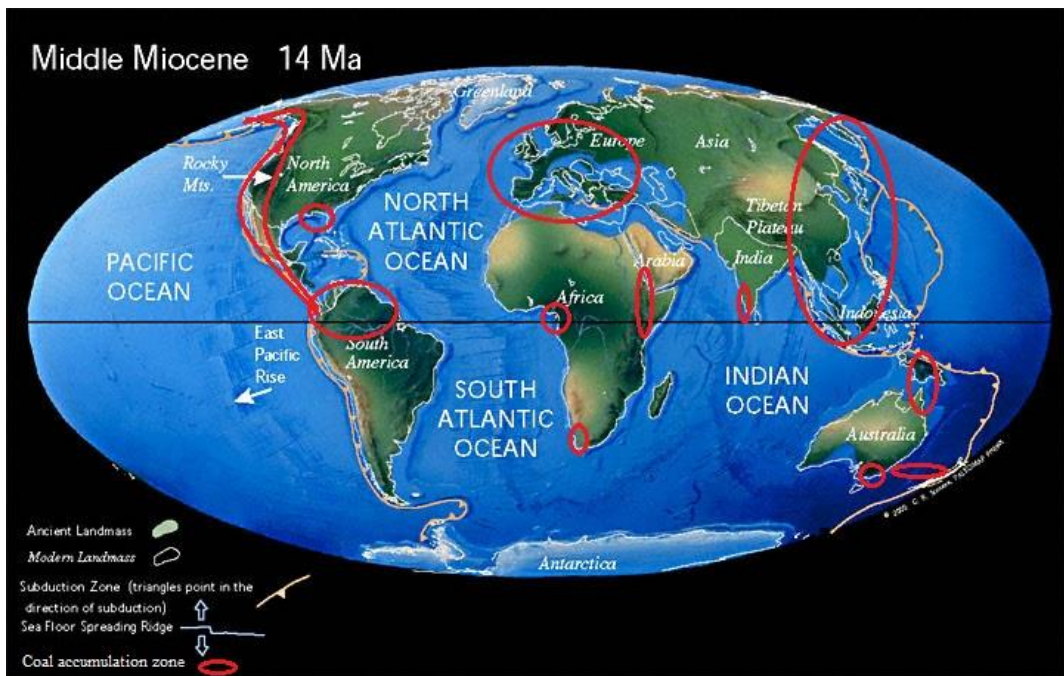 Middle Miocene 14 Ma
Greenland
Rocky
Mts.
North
America
Europe
Asia
NORTH
ATLANTIC
OCEAN
Tibetan
Plateau
PACIFIC
OCEAN
Arabia
India
Africa
Indonesia
East
Pacific
Rise
South
America
SOUTH
ATLANTIC
OCEAN
INDIAN
OCEAN
Australia
Antarctica
Ancient Landmass
Modern Landmass
Subduction Zone (triangles point in the
direction of subduction)
Sea Floor Spreading Ridge
Coal accumulation zone